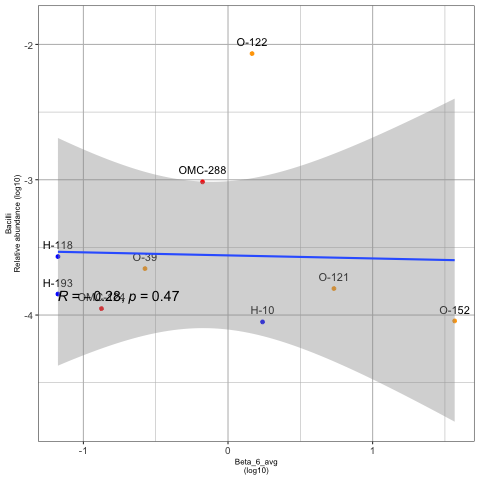 Bacilli
Relative abundance (log10)
-2
-3
-4
O-122
OMC-288
H-118
O-39
H-193
O-121
R = -0.28, p = 0.47
H-10
O-152
-1
0
1
Beta_6_avg
(log10)